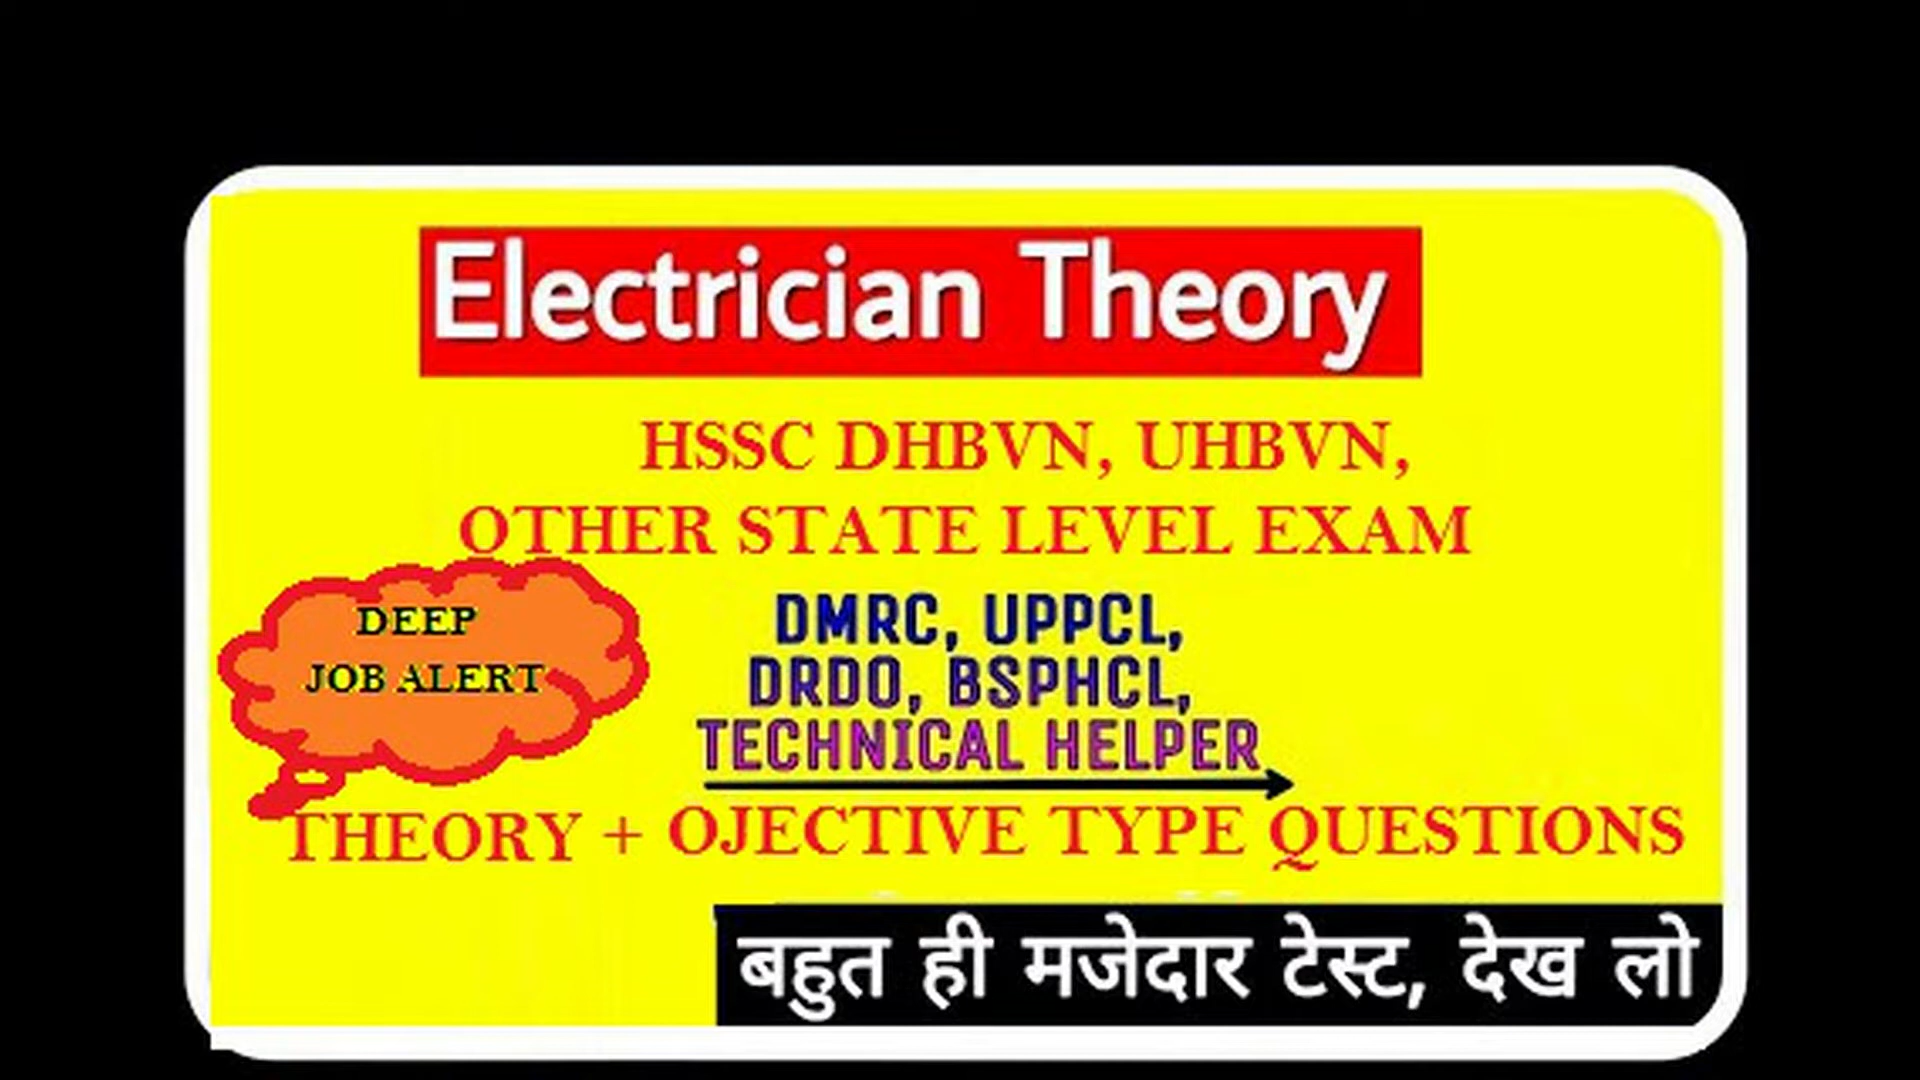 Electrician Theory
HSSC DHBVN, UHBVN,
OTHER STATE LEVEL EXAM
DEEP
JOB ALERT
DMRC, UPPCL,
DRDO, BSPHCL,
TECHNICAL HELPER
THEORY + OJECTIVE TYPE QUESTIONS
बहुत ही मजेदार टेस्ट, देख लो